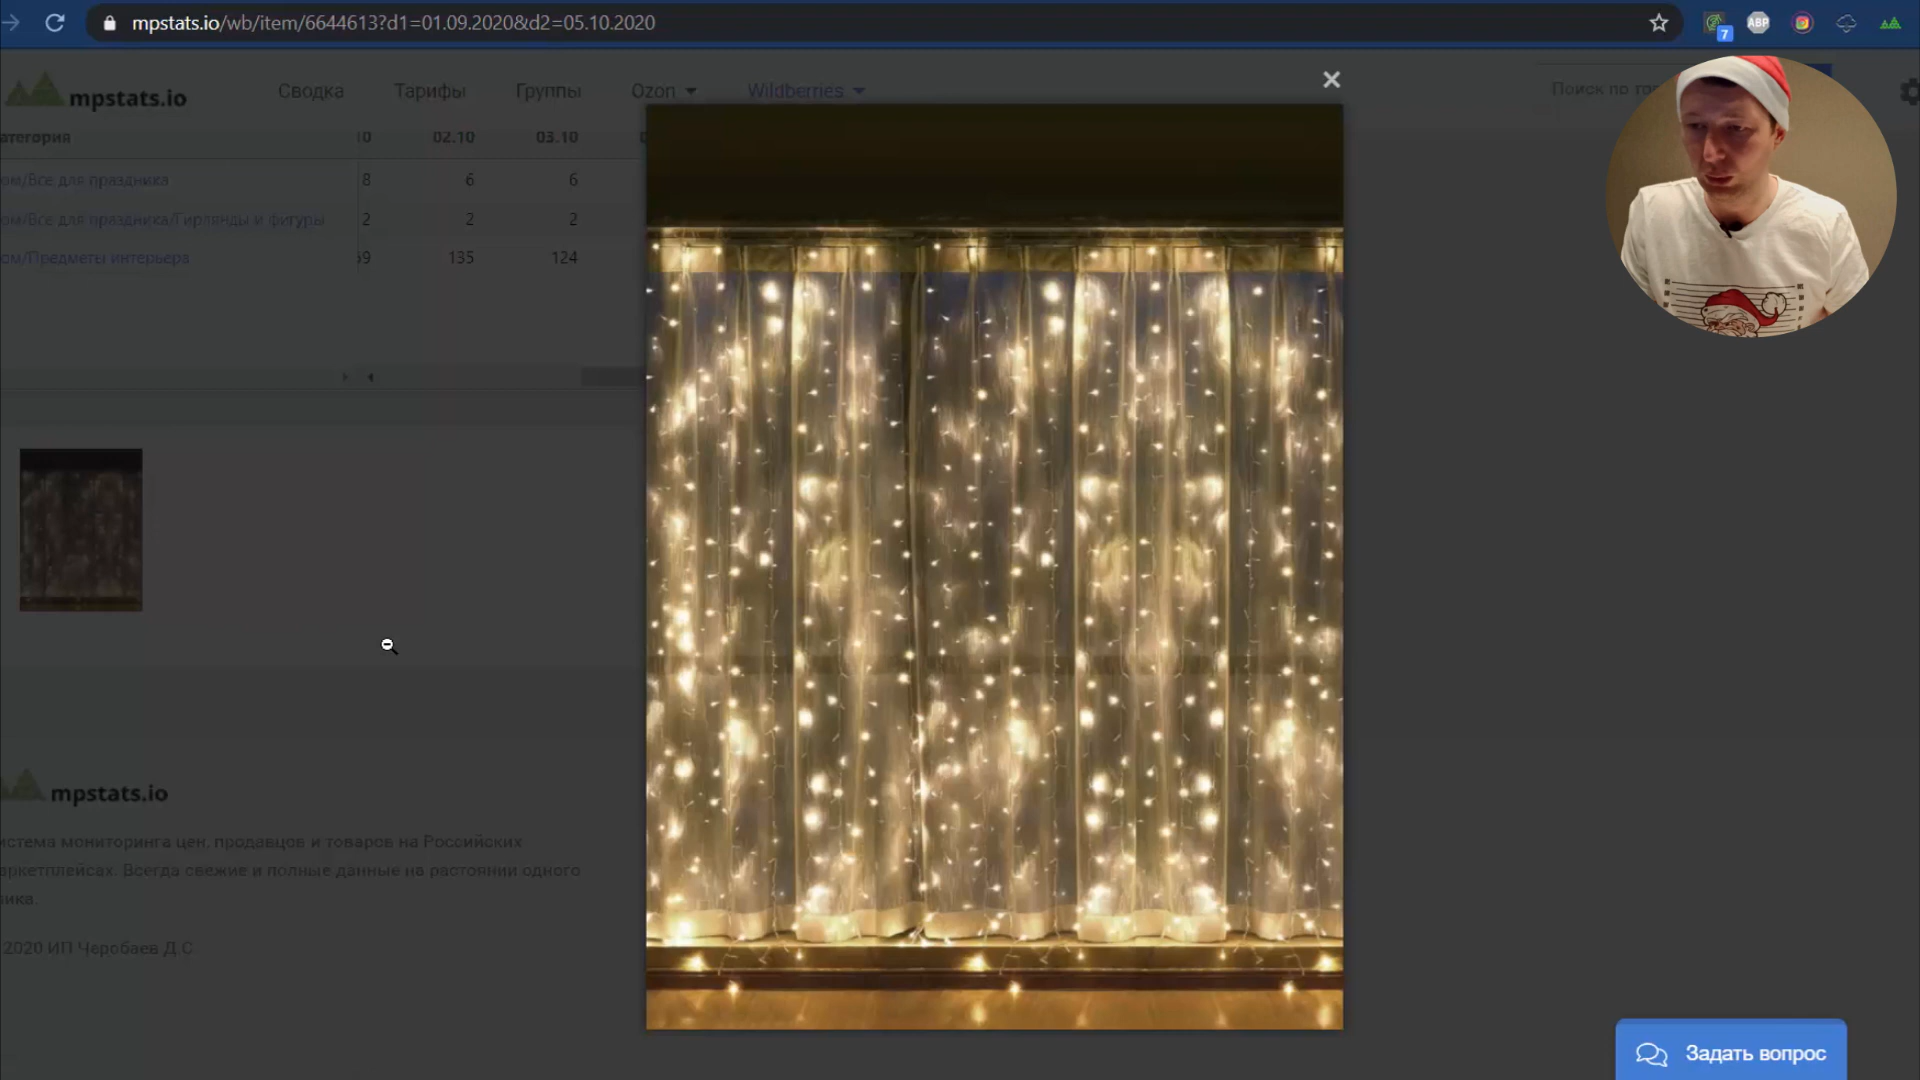 mpstats.io/wb/item/6644613?d1=01.09.2020&d2=05.10.2020
7
ABP
mpstats.io
Сводка
Тарифы
Группы
Ozon
Wildberries
Поиск по
атегория
02.10
03.10
ом/Все для праздника
8
6
6
ом/Все для праздника/Гирлянды и фигуры
2
2
2
ом/Предметы интерьера
135
124
mpstats.io
истема мониторинга цен, продавцов и товаров на Российских
аркетплейсах. Всегда свежие и полные данные на растоянии одного
2020 ИП Черобаев Д.С
Задать вопрос